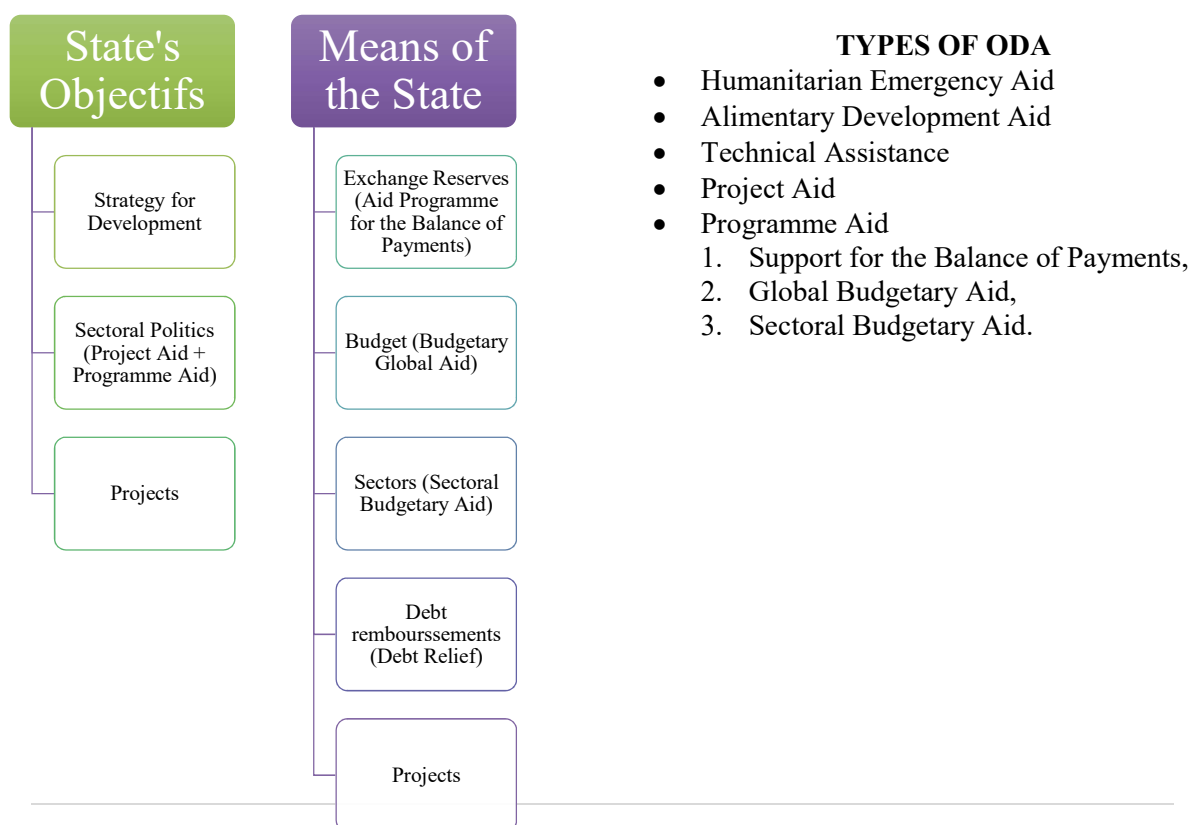 State's
Objectifs
Strategy for
Development
Sectoral Politics
(Project Aid +
Programme Aid)
Projects
Means of
the State
Exchange Reserves
(Aid Programme
for the Balance of
Payments)
Budget (Budgetary
Global Aid)
Sectors (Sectoral
Budgetary Aid)
Debt
rembourssements
(Debt Relief)
Projects
TYPES OF ODA
• Humanitarian Emergency Aid
• Alimentary Development Aid
• Technical Assistance
• Project Aid
• Programme Aid
1. Support for the Balance of Payments,
2. Global Budgetary Aid,
3. Sectoral Budgetary Aid.